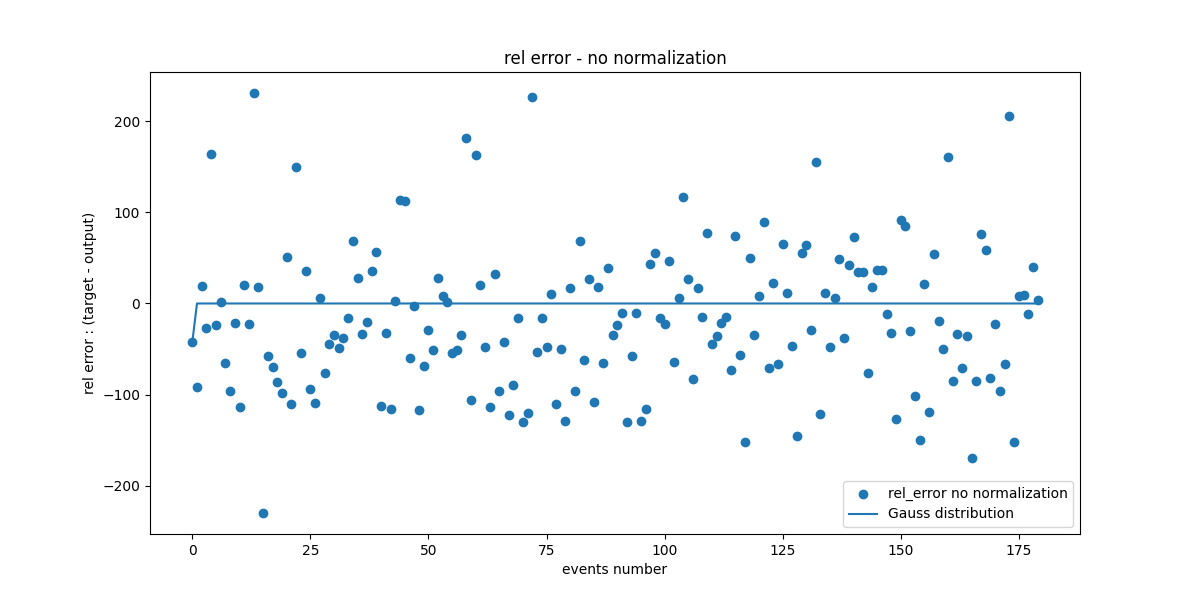 rel error - no normalization
rel error : (target - output)
200
100
0
−100
−200
0 25 50 75 100 125 150 175
events number
rel_error no normalization
Gauss distribution